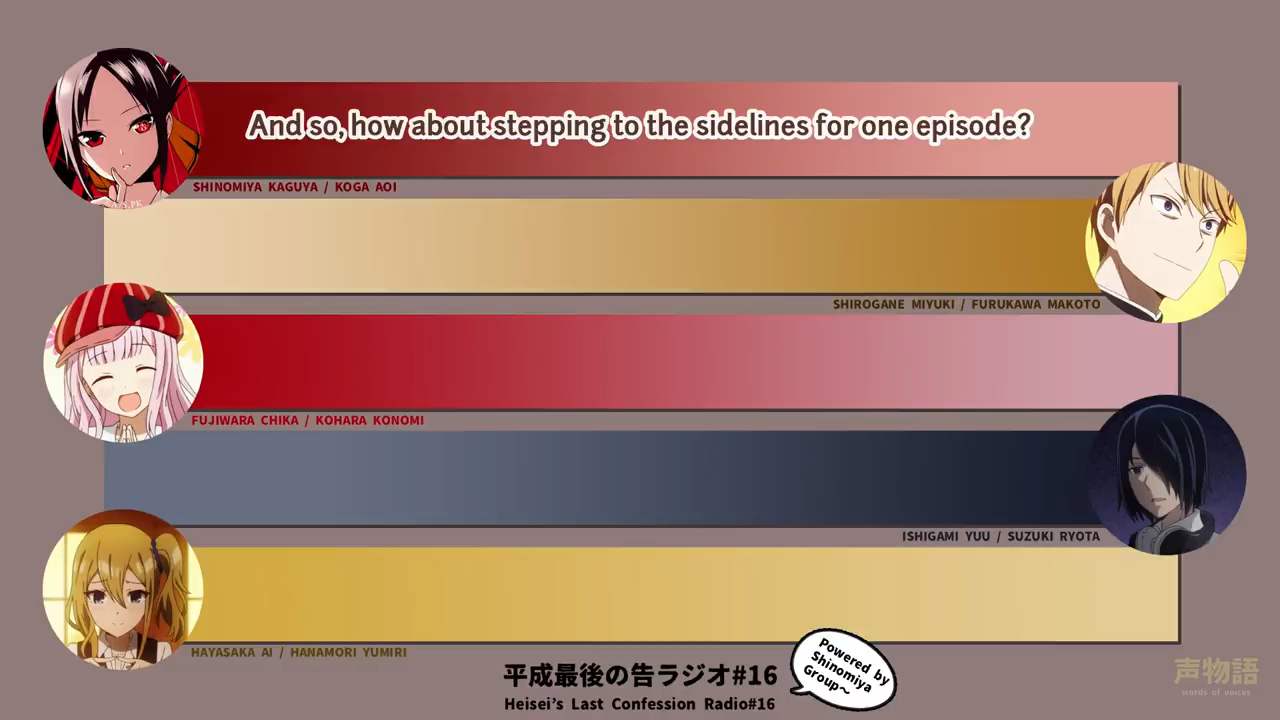 And so, how about stepping to the sidelines for one episode?
SHINOMIYA KAGUYA / KOGA AOI
SHIROGANE MIYUKI / FURUKAWA MAKOTO
FUJIWARA CHIKA / KOHARA KONOMI
ISHIGAMI YUU / SUZUKI RYOTA
HAYASAKA AI / HANAMORI YUMIRI
平成最後の告ラジオ#16
Heisei's Last Confession Radio#16
Powered by
Shinomiya
Group~
声物語
words of voices